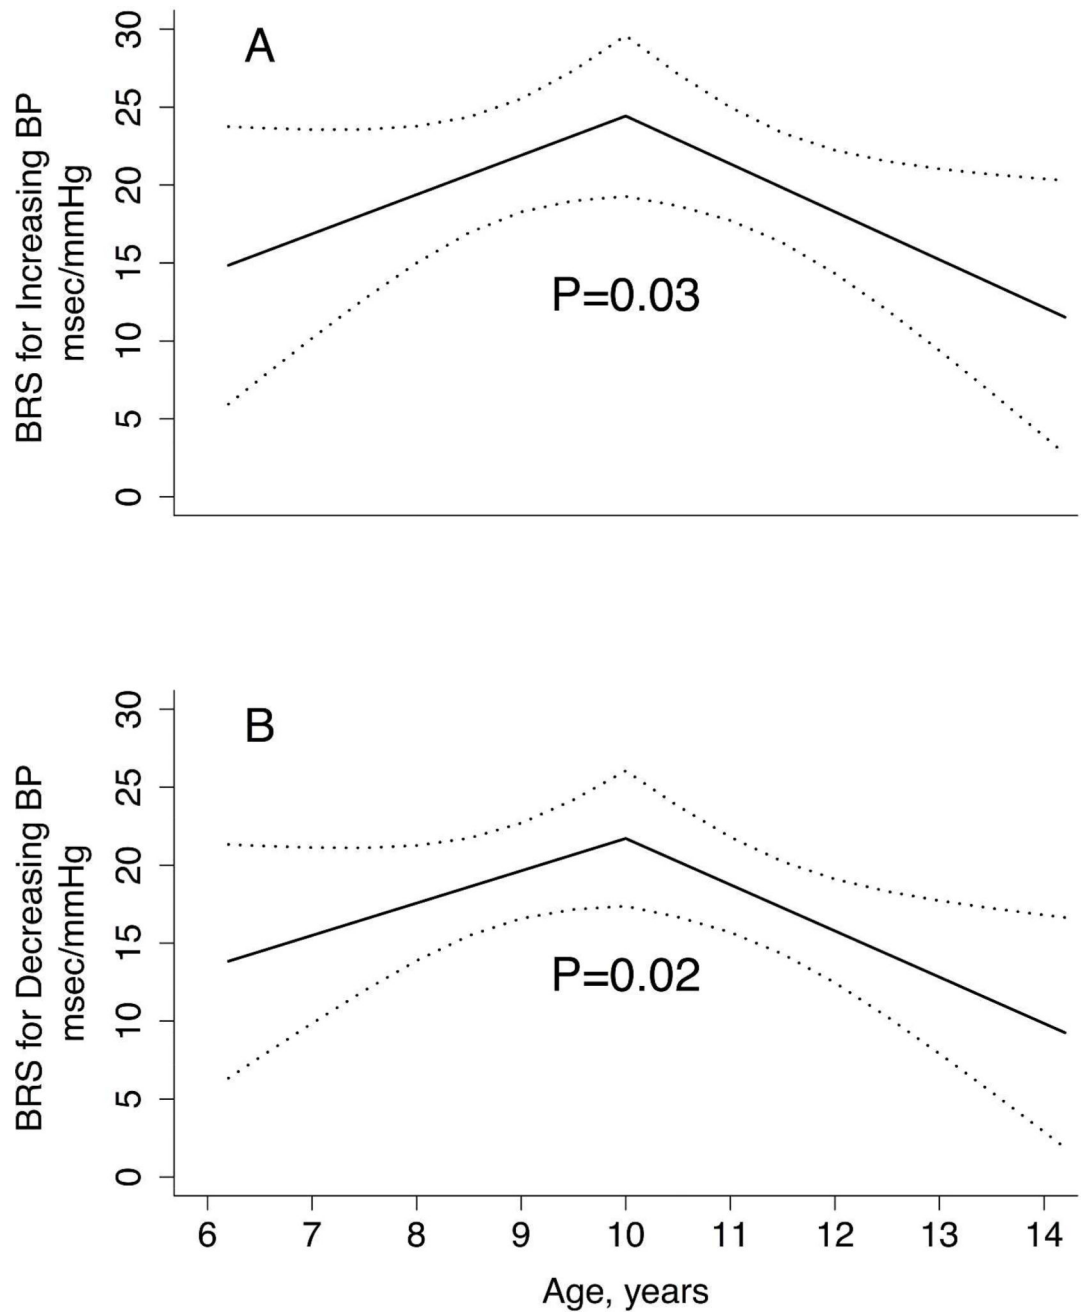 A
BRS for Increasing BP
msec/mmHg
30
25
20
15
10
5
0
P=0.03
B
BRS for Decreasing BP
msec/mmHg
30
25
20
15
10
5
0
P=0.02
6 7 8 9 10 11 12 13 14
Age, years